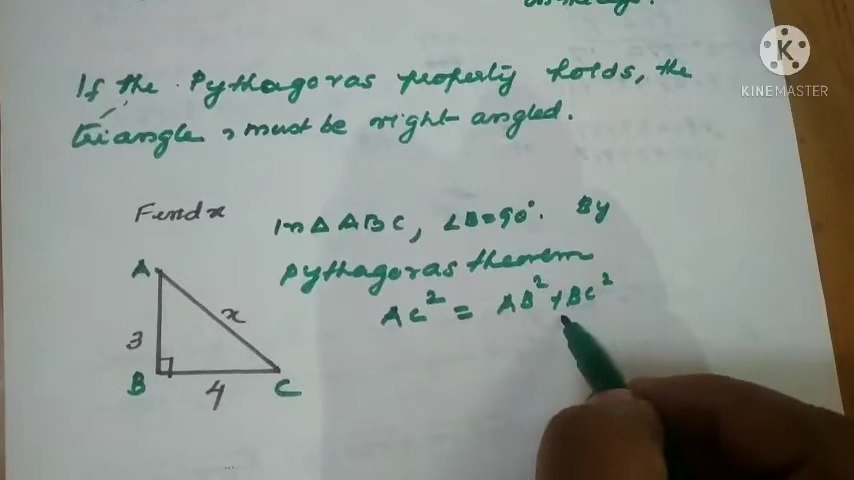 If the Pythagoras property holds, the
triangle, must be right-angled.
K
KINEMASTER
Find x
In Δ ABC, ∠B=90°. By
pythagoras theorem
AC² = AB² + BC²
A
x
3
B
4
C